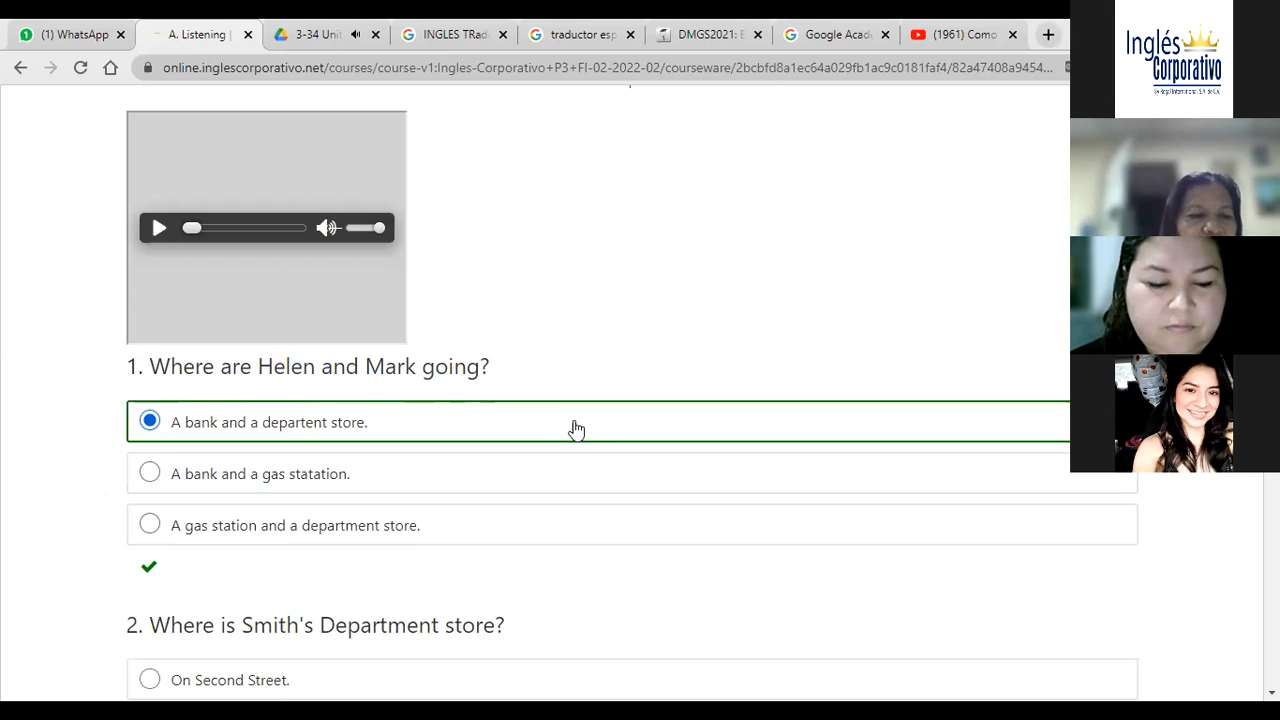 (1) WhatsApp
A. Listening |
3-34 Unit
INGLES TRad
traductor esp
DMGS2021: E
Google Acad
(1961) Como
online.inglescorporativo.net/courses/course-v1:Ingles-Corporativo+P3+FI-02-2022-02/courseware/2bcbfd8a1ec64a029fb1ac9c0181faf4/82a47408a9454...
Inglés
Corporativo
1. Where are Helen and Mark going?
A bank and a departent store.
A bank and a gas statation.
A gas station and a department store.
2. Where is Smith's Department store?
On Second Street.